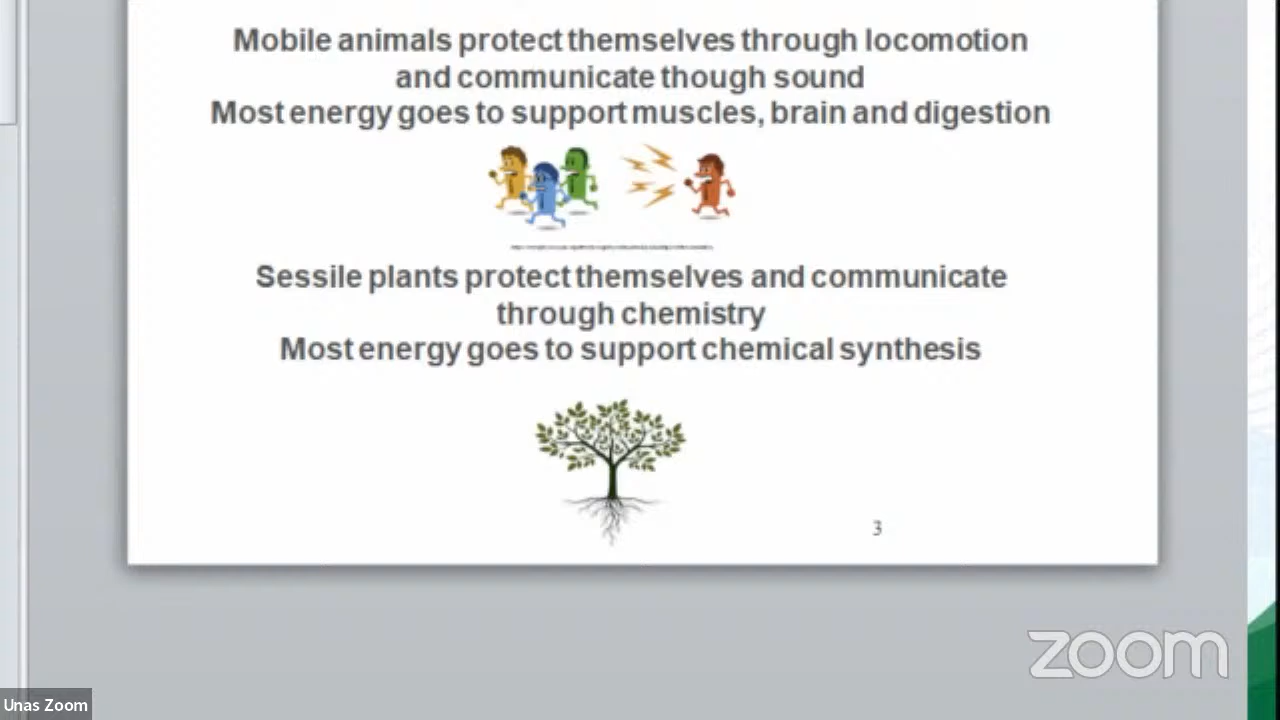 Mobile animals protect themselves through locomotion
and communicate though sound
Most energy goes to support muscles, brain and digestion
Sessile plants protect themselves and communicate
through chemistry
Most energy goes to support chemical synthesis
3
zoom
Unas Zoom